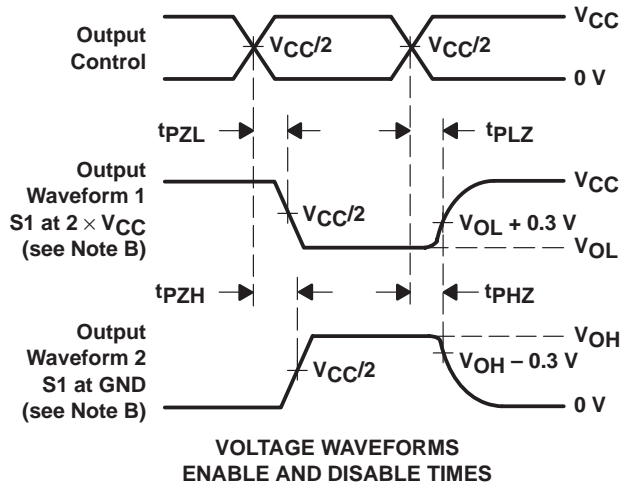 Output
Control
VCC/2
VCC/2
VCC
0 V
tPZL
tPLZ
Output
Waveform 1
S1 at 2 × VCC
(see Note B)
VCC/2
VCC
VOL + 0.3 V
VOL
tPZH
tPHZ
Output
Waveform 2
S1 at GND
(see Note B)
VCC/2
VOH
VOH – 0.3 V
0 V
VOLTAGE WAVEFORMS
ENABLE AND DISABLE TIMES